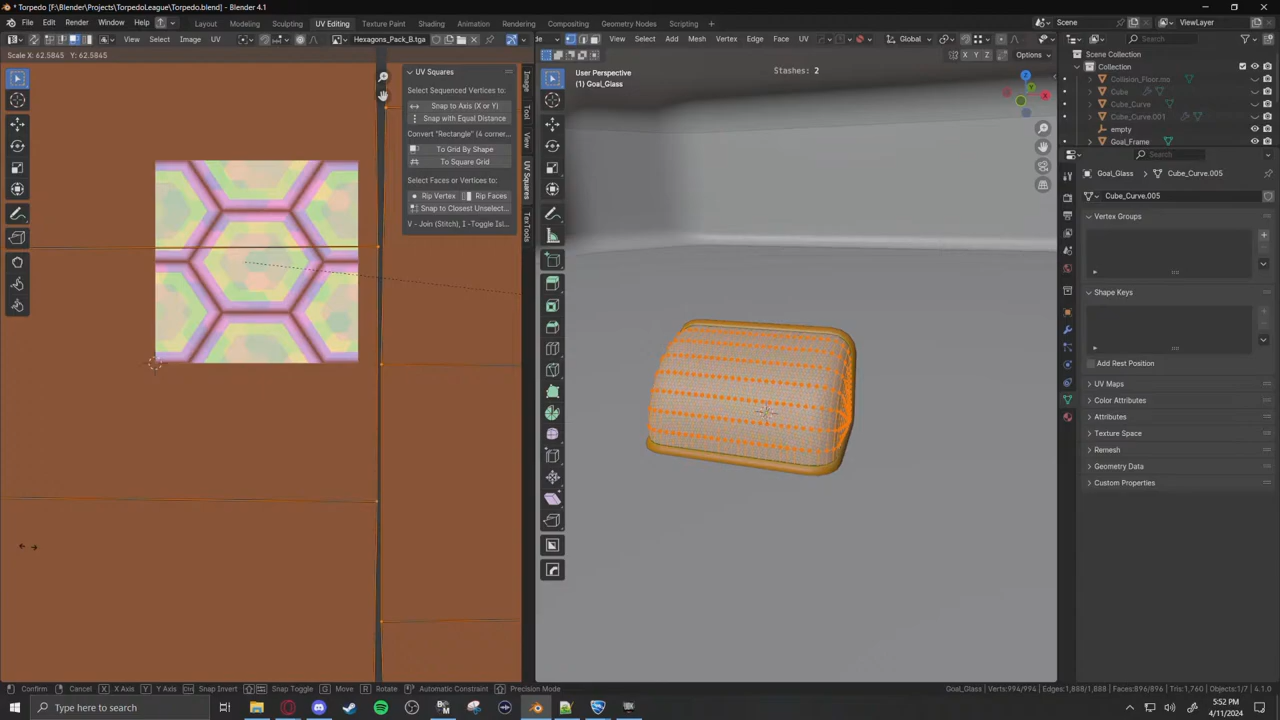 * Torpedo [F:\Blender\Projects\TorpedoLeague\Torpedo.blend] - Blender 4.1
File Edit Render Window Help Layout Modeling Sculpting UV Editing Texture Paint Shading Animation Rendering Compositing Geometry Nodes Scripting Scene ViewLayer
View Select Image UV Hexagons_Pack_B.tga Select Add Mesh Vertex Edge Face UV Global Search
Scale X: 62.5845 Y: 62.5845 X Y Z Options
UV Squares
Select Sequenced Vertices to:
Snap to Axis (X or Y)
Snap with Equal Distance
Convert "Rectangle" (4 corner...
To Grid By Shape
To Square Grid
Select Faces or Vertices to:
Rip Vertex Rip Faces
Snap to Closest Unselect...
V - Join (Stitch), I -Toggle Isl...
Image
Tool
View
UV Squares
TexTools
User Perspective
(1) Goal_Glass
Stashes: 2
Z
Y
X
Scene Collection
Collection
Collision_Floor.mo
Cube
Cube_Curve
Cube_Curve.001
empty
Goal_Frame
Search
Goal_Glass Cube_Curve.005
Cube_Curve.005
Vertex Groups
Shape Keys
Add Rest Position
UV Maps
Color Attributes
Attributes
Texture Space
Remesh
Geometry Data
Custom Properties
Confirm Cancel X X Axis Y Y Axis Snap Invert Snap Toggle G Move R Rotate Automatic Constraint Precision Mode Goal_Glass | Verts:994/994 | Edges:1,888/1,888 | Faces:896/896 | Tris:1,760 | Objects:1/7 | 4.1.0
Type here to search
5:52 PM
4/11/2024